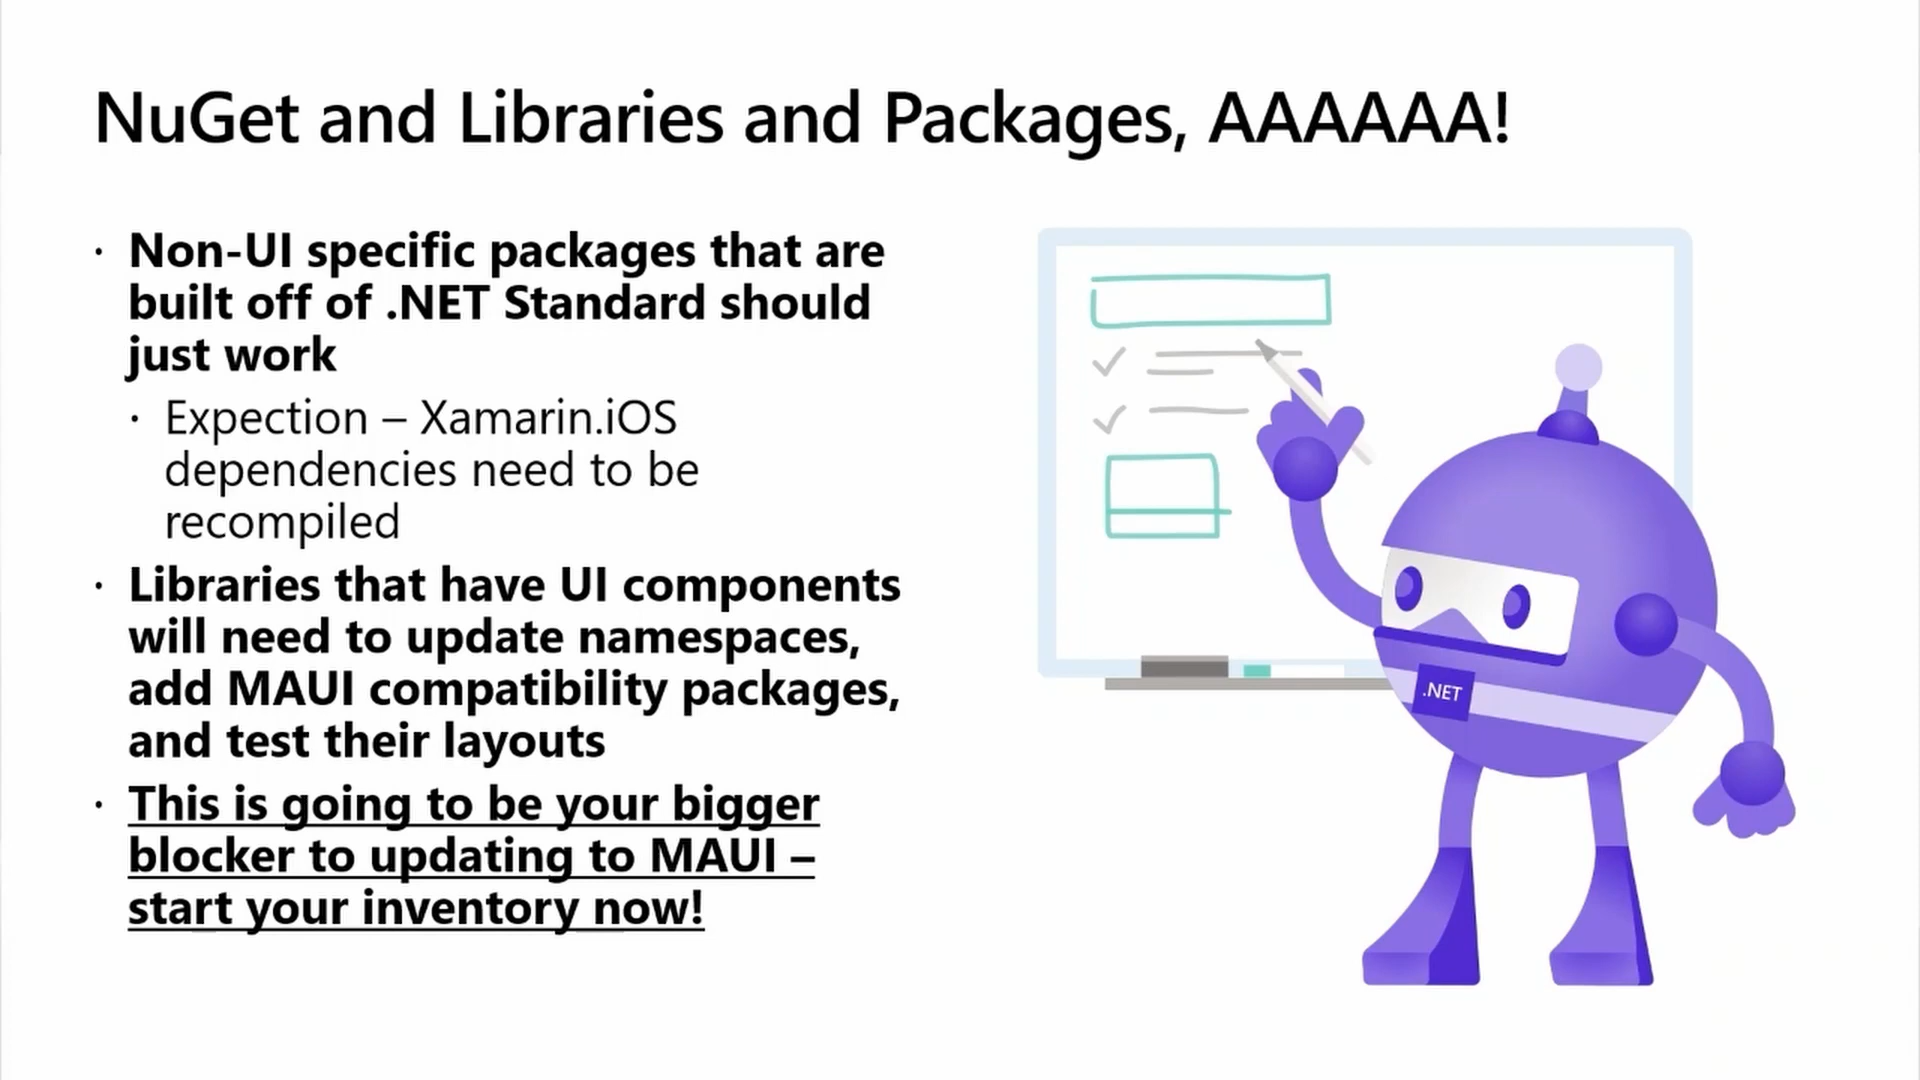 NuGet and Libraries and Packages, AAAAAA!
· Non-UI specific packages that are
built off of .NET Standard should
just work
· Expection – Xamarin.iOS
dependencies need to be
recompiled
· Libraries that have UI components
will need to update namespaces,
add MAUI compatibility packages,
and test their layouts
· This is going to be your bigger
blocker to updating to MAUI –
start your inventory now!
.NET